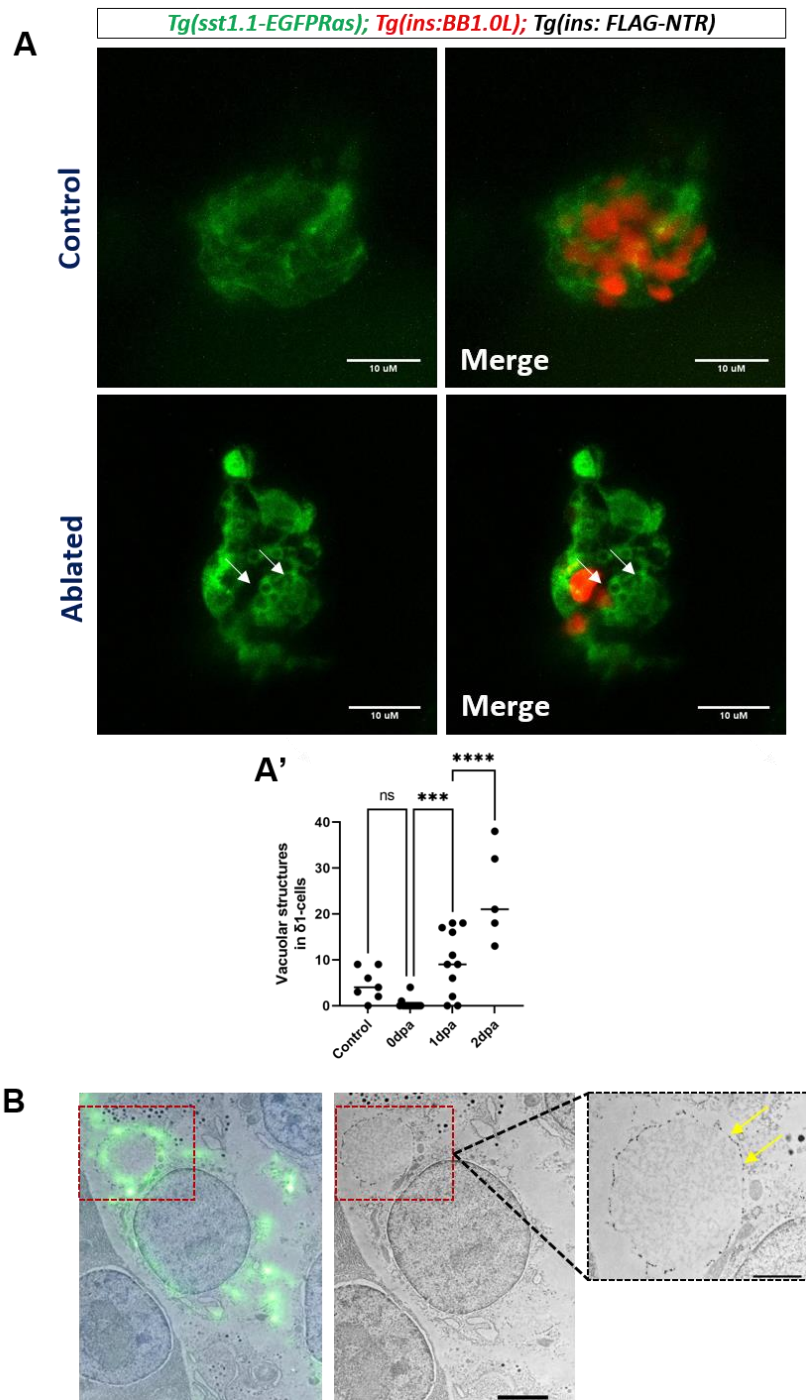 Tg(sst1.1-EGFPRas); Tg(ins:BB1.0L); Tg(ins: FLAG-NTR)
A
Control
10 uM
Merge
10 uM
Ablated
10 uM
Merge
10 uM
A'
ns
***
****
Vacuolar structures
in δ1-cells
40
30
20
10
0
Control
0dpa
1dpa
2dpa
B